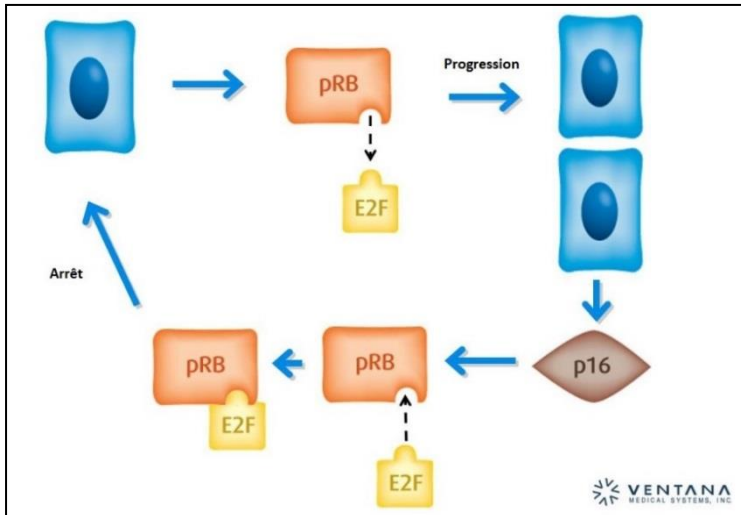 pRB
Progression
E2F
Arrêt
pRB
E2F
pRB
E2F
p16
VENTANA
MEDICAL SYSTEMS, INC